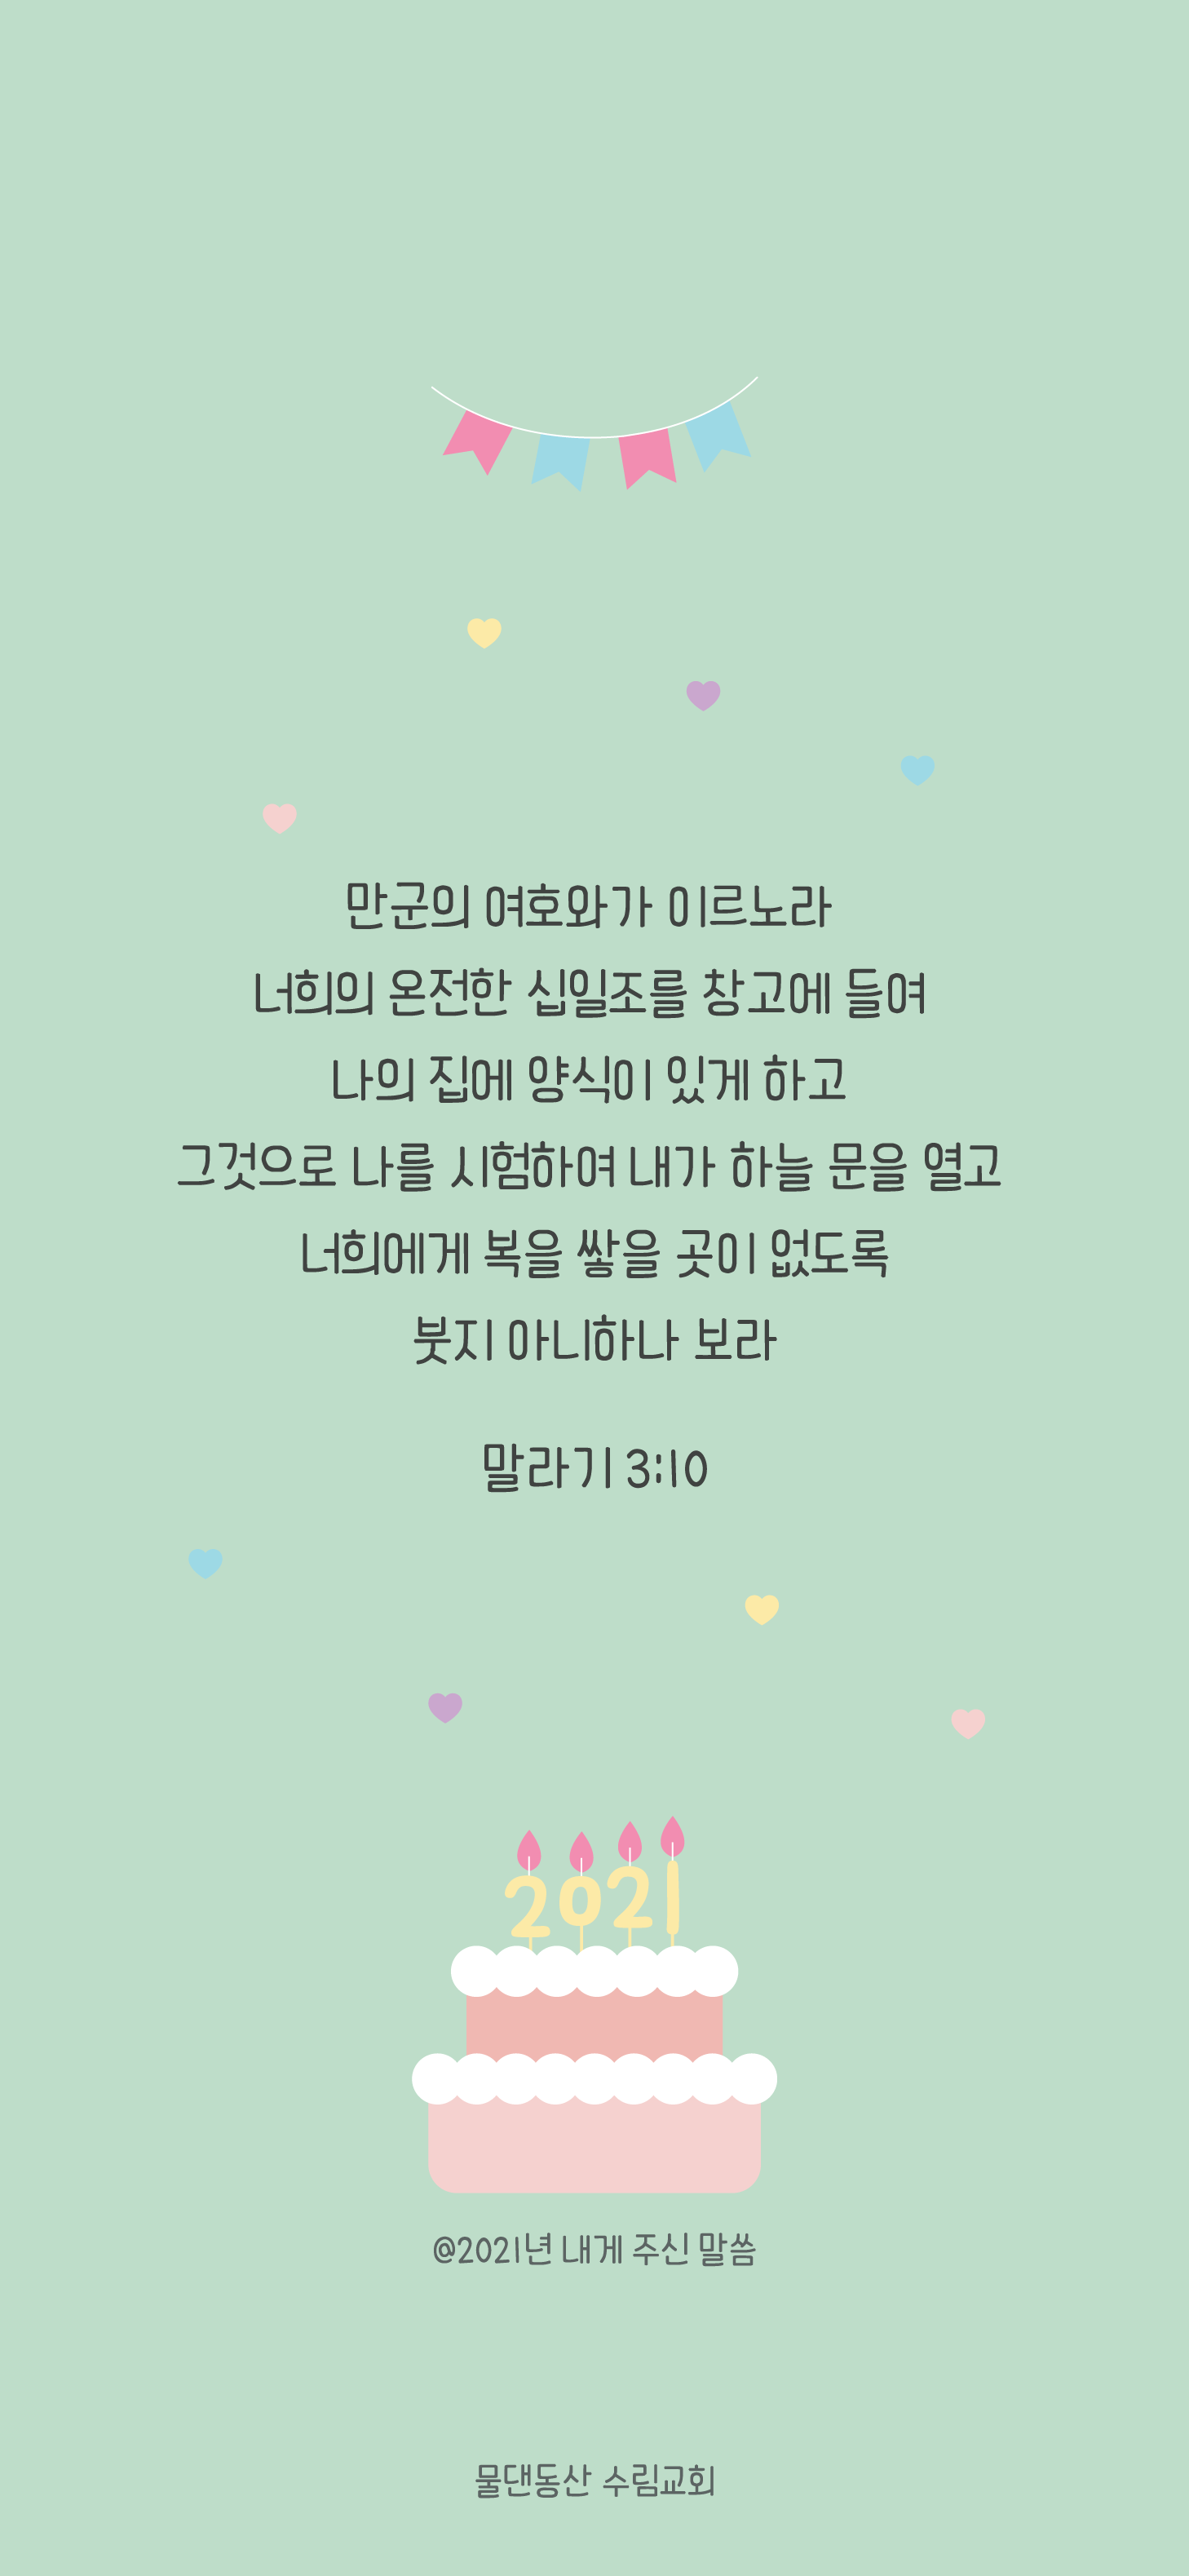 만군의 여호와가 이르노라
너희의 온전한 십일조를 창고에 들여
나의 집에 양식이 있게 하고
그것으로 나를 시험하여 내가 하늘 문을 열고
너희에게 복을 쌓을 곳이 없도록
붓지 아니하나 보라
말라기 3:10
2021
@2021년 내게 주신 말씀
물댄동산 수림교회